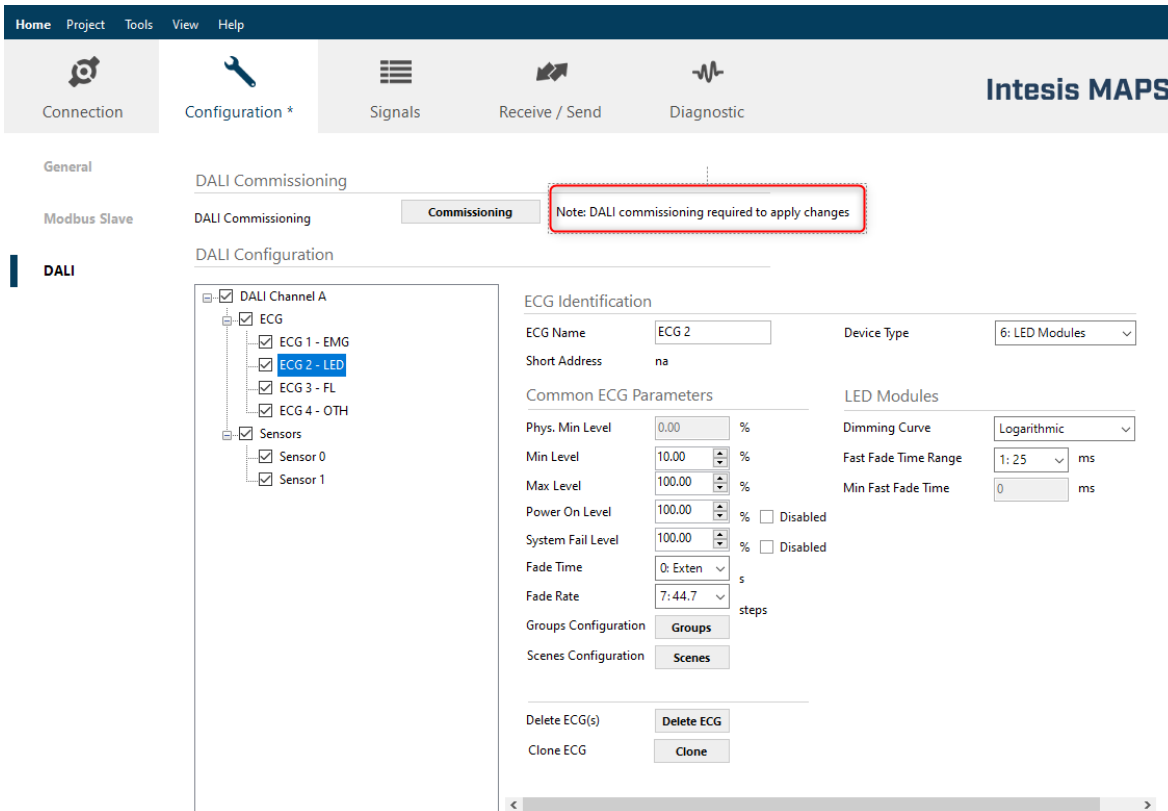 Home Project Tools View Help
Connection
Configuration *
Signals
Receive / Send
Diagnostic
Intesis MAPS
General
Modbus Slave
DALI
DALI Commissioning
DALI Commissioning
Commissioning
Note: DALI commissioning required to apply changes
DALI Configuration
DALI Channel A
ECG
ECG 1 - EMG
ECG 2 - LED
ECG 3 - FL
ECG 4 - OTH
Sensors
Sensor 0
Sensor 1
ECG Identification
ECG Name ECG 2
Device Type 6: LED Modules
Short Address na
Common ECG Parameters
Phys. Min Level 0.00 %
Min Level 10.00 %
Max Level 100.00 %
Power On Level 100.00 % Disabled
System Fail Level 100.00 % Disabled
Fade Time 0: Exten s
Fade Rate 7: 44.7 steps
Groups Configuration Groups
Scenes Configuration Scenes
LED Modules
Dimming Curve Logarithmic
Fast Fade Time Range 1: 25 ms
Min Fast Fade Time 0 ms
Delete ECG(s) Delete ECG
Clone ECG Clone